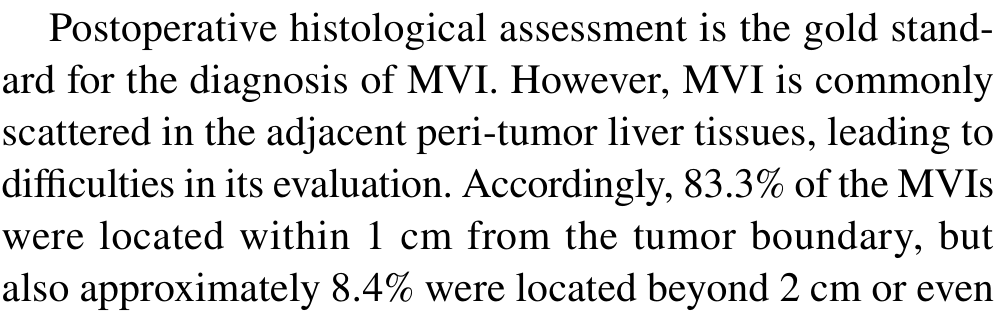 Postoperative histological assessment is the gold stand-
ard for the diagnosis of MVI. However, MVI is commonly
scattered in the adjacent peri-tumor liver tissues, leading to
difficulties in its evaluation. Accordingly, 83.3% of the MVIs
were located within 1 cm from the tumor boundary, but
also approximately 8.4% were located beyond 2 cm or even